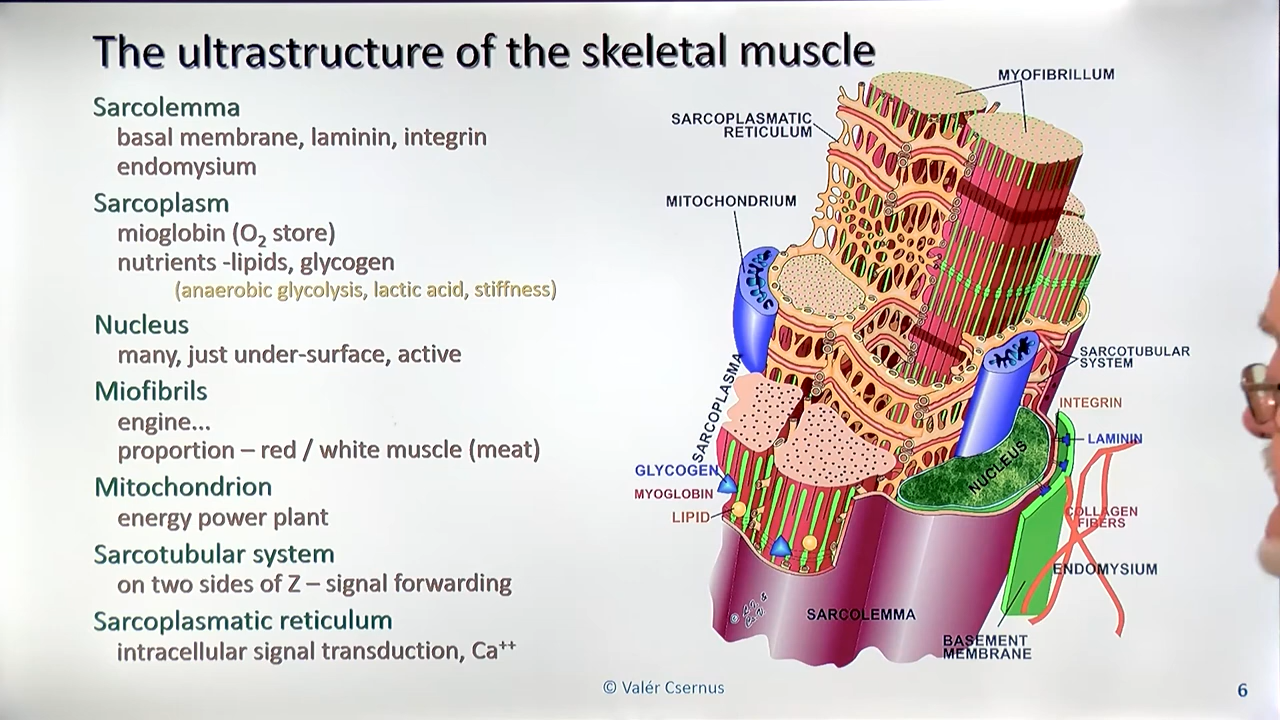 The ultrastructure of the skeletal muscle
Sarcolemma
basal membrane, laminin, integrin
endomysium
Sarcoplasm
mioglobin (O₂ store)
nutrients -lipids, glycogen
(anaerobic glycolysis, lactic acid, stiffness)
Nucleus
many, just under-surface, active
Miofibrils
engine...
proportion – red / white muscle (meat)
Mitochondrion
energy power plant
Sarcotubular system
on two sides of Z – signal forwarding
Sarcoplasmatic reticulum
intracellular signal transduction, Ca⁺⁺
MYOFIBRILLUM
SARCOPLASMATIC
RETICULUM
MITOCHONDRIUM
SARCOTUBULAR
SYSTEM
SARCOPLASMA
INTEGRIN
LAMININ
NUCLEUS
GLYCOGEN
MYOGLOBIN
LIPID
COLLAGEN
FIBERS
ENDOMYSIUM
SARCOLEMMA
BASEMENT
MEMBRANE
© Valér Csernus
6